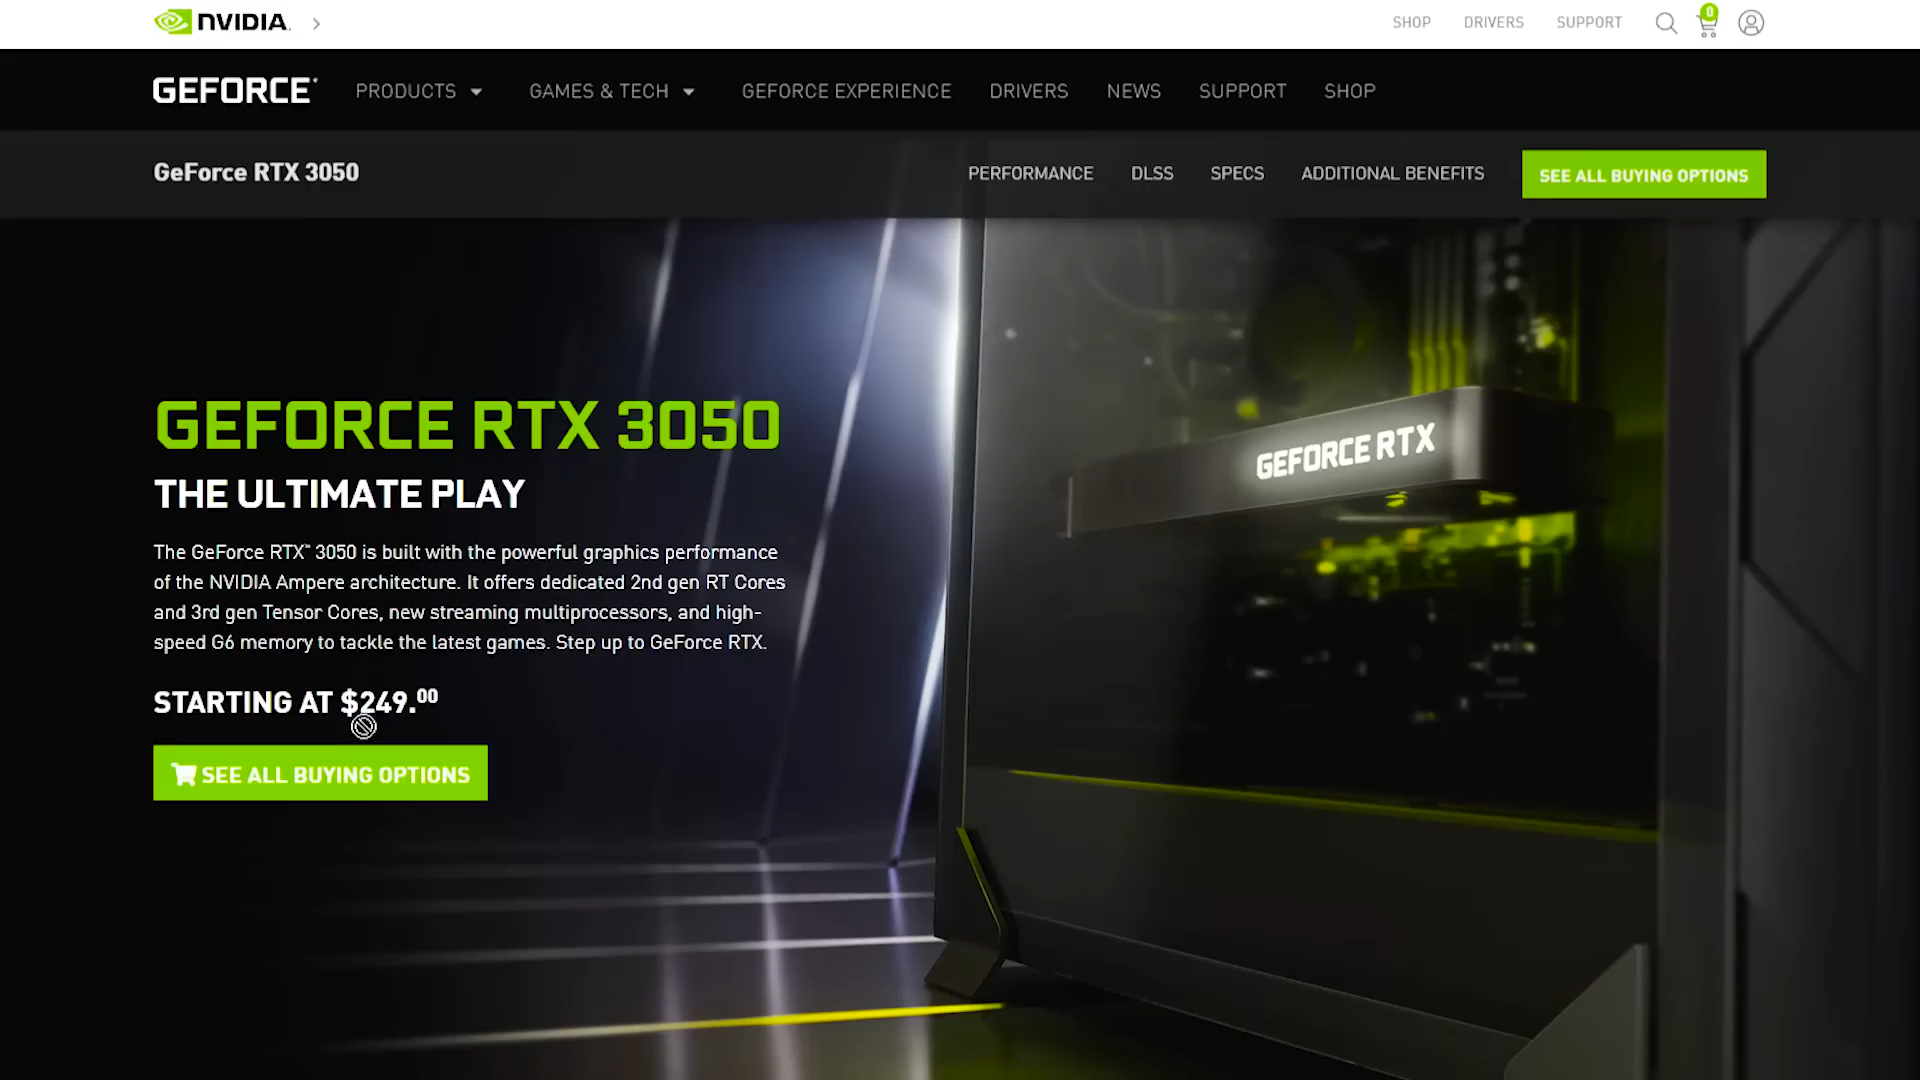 NVIDIA.
SHOP DRIVERS SUPPORT 0
GEFORCE PRODUCTS GAMES & TECH GEFORCE EXPERIENCE DRIVERS NEWS SUPPORT SHOP
GeForce RTX 3050 PERFORMANCE DLSS SPECS ADDITIONAL BENEFITS SEE ALL BUYING OPTIONS
GEFORCE RTX 3050
THE ULTIMATE PLAY
The GeForce RTX™ 3050 is built with the powerful graphics performance
of the NVIDIA Ampere architecture. It offers dedicated 2nd gen RT Cores
and 3rd gen Tensor Cores, new streaming multiprocessors, and high-
speed G6 memory to tackle the latest games. Step up to GeForce RTX.
STARTING AT $249.00
SEE ALL BUYING OPTIONS
GEFORCE RTX